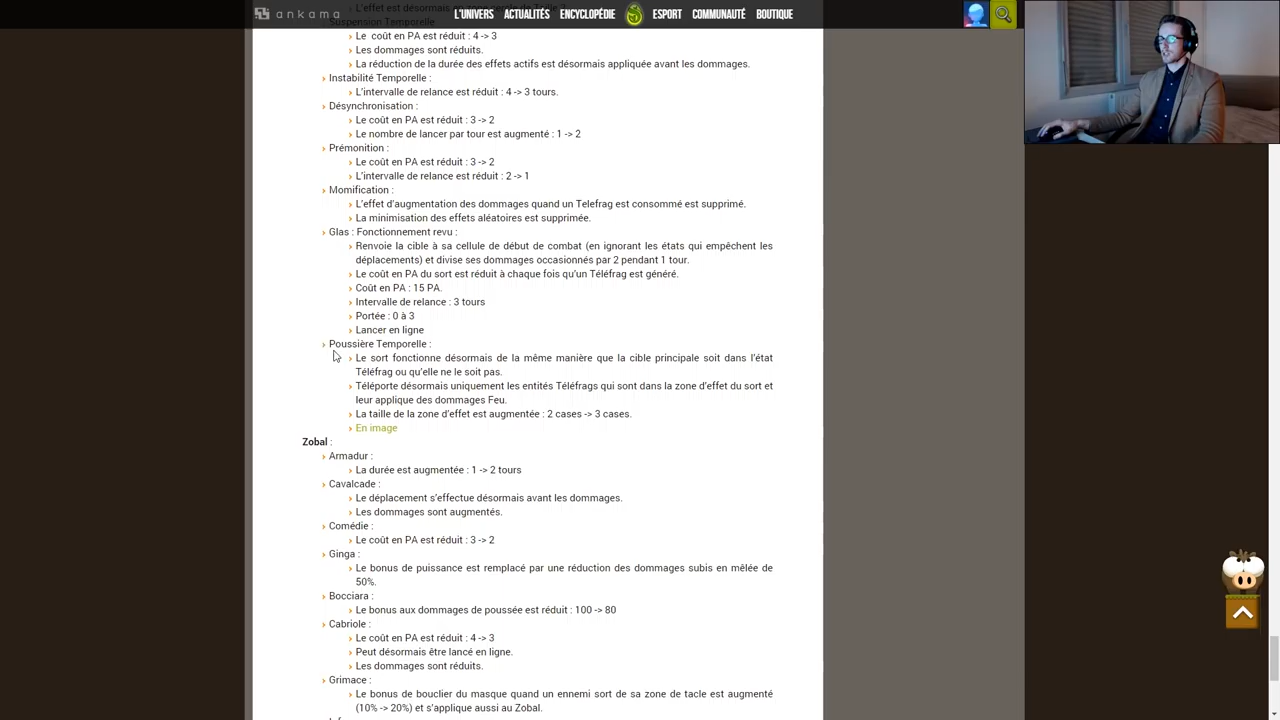 ankama
L'UNIVERS ACTUALITÉS ENCYCLOPÉDIE ESPORT COMMUNAUTÉ BOUTIQUE
L'effet est désormais
Suspension Temporelle
Le coût en PA est réduit : 4 -> 3
Les dommages sont réduits.
La réduction de la durée des effets actifs est désormais appliquée avant les dommages.
Instabilité Temporelle :
L'intervalle de relance est réduit : 4 -> 3 tours.
Désynchronisation :
Le coût en PA est réduit : 3 -> 2
Le nombre de lancer par tour est augmenté : 1 -> 2
Prémonition :
Le coût en PA est réduit : 3 -> 2
L'intervalle de relance est réduit : 2 -> 1
Momification :
L'effet d'augmentation des dommages quand un Telefrag est consommé est supprimé.
La minimisation des effets aléatoires est supprimée.
Glas : Fonctionnement revu :
Renvoie la cible à sa cellule de début de combat (en ignorant les états qui empêchent les
déplacements) et divise ses dommages occasionnés par 2 pendant 1 tour.
Le coût en PA du sort est réduit à chaque fois qu'un Téléfrag est généré.
Coût en PA : 15 PA.
Intervalle de relance : 3 tours
Portée : 0 à 3
Lancer en ligne
Poussière Temporelle :
Le sort fonctionne désormais de la même manière que la cible principale soit dans l'état
Téléfrag ou qu'elle ne le soit pas.
Téléporte désormais uniquement les entités Téléfrags qui sont dans la zone d'effet du sort et
leur applique des dommages Feu.
La taille de la zone d'effet est augmentée : 2 cases -> 3 cases.
En image
Zobal :
Armadur :
La durée est augmentée : 1 -> 2 tours
Cavalcade :
Le déplacement s'effectue désormais avant les dommages.
Les dommages sont augmentés.
Comédie :
Le coût en PA est réduit : 3 -> 2
Ginga :
Le bonus de puissance est remplacé par une réduction des dommages subis en mêlée de
50%.
Bocciara :
Le bonus aux dommages de poussée est réduit : 100 -> 80
Cabriole :
Le coût en PA est réduit : 4 -> 3
Peut désormais être lancé en ligne.
Les dommages sont réduits.
Grimace :
Le bonus de bouclier du masque quand un ennemi sort de sa zone de tacle est augmenté
(10% -> 20%) et s'applique aussi au Zobal.